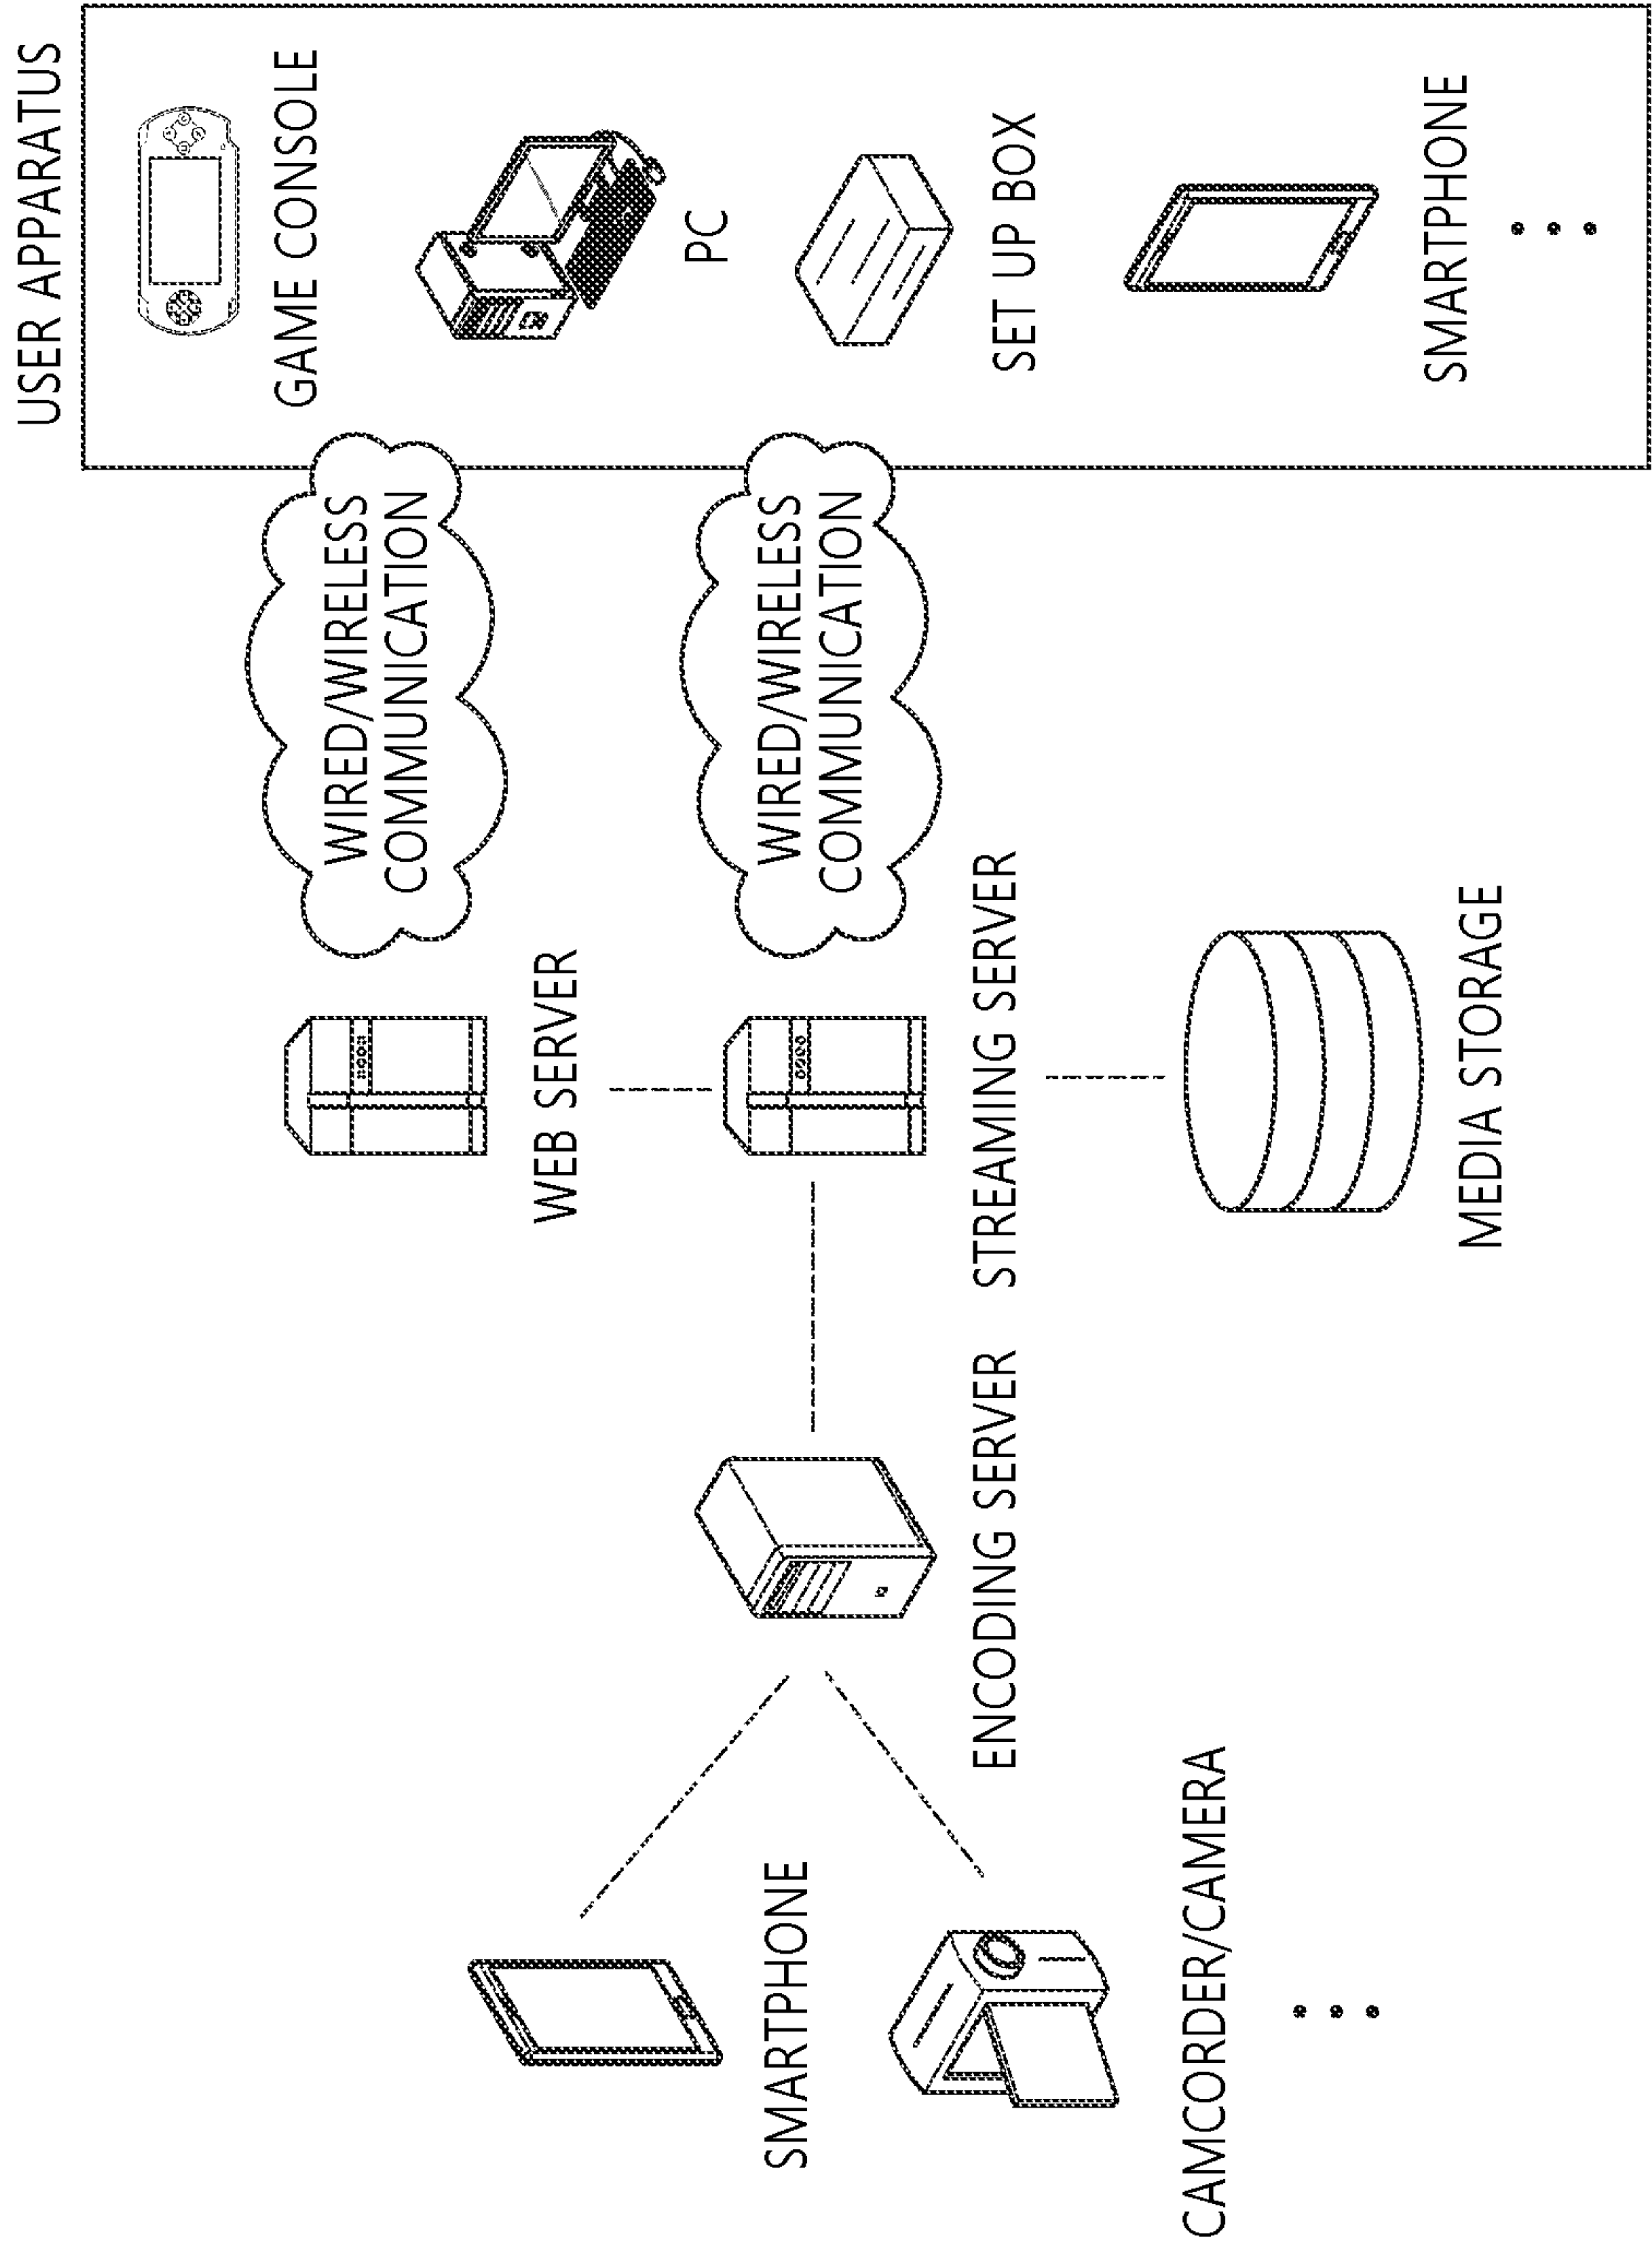 USER APPARATUS
GAME CONSOLE
WIRED/WIRELESS
COMMUNICATION
WEB SERVER
PC
SMARTPHONE
WIRED/WIRELESS
COMMUNICATION
ENCODING SERVER
STREAMING SERVER
SET UP BOX
CAMCORDER/CAMERA
MEDIA STORAGE
SMARTPHONE